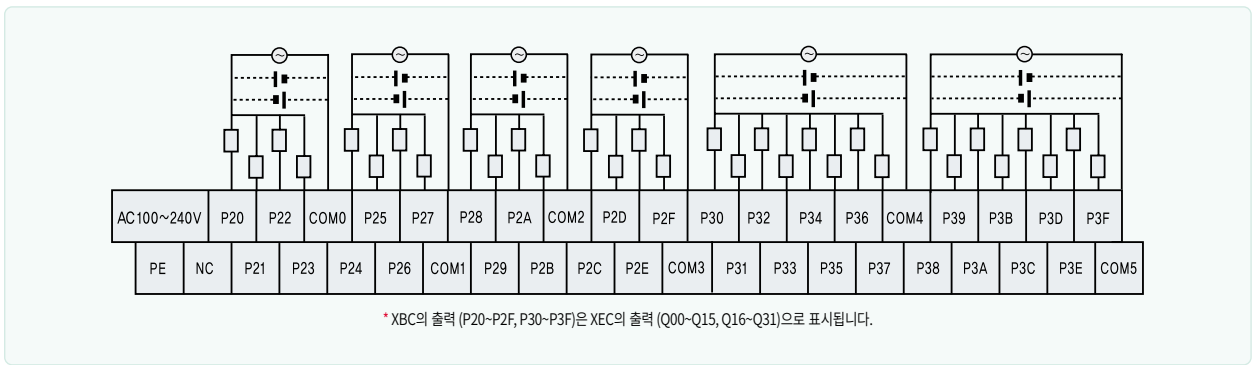 AC100~240V P20 P22 COM0 P25 P27 P28 P2A COM2 P2D P2F P30 P32 P34 P36 COM4 P39 P3B P3D P3F
PE NC P21 P23 P24 P26 COM1 P29 P2B P2C P2E COM3 P31 P33 P35 P37 P38 P3A P3C P3E COM5
* XBC의 출력 (P20~P2F, P30~P3F)은 XEC의 출력 (Q00~Q15, Q16~Q31)으로 표시됩니다.